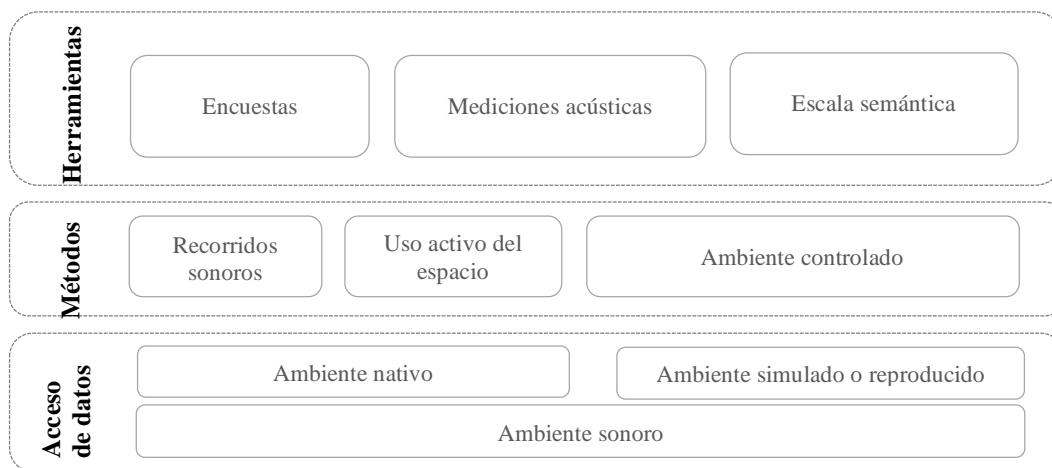 Herramientas
Encuestas
Mediciones acústicas
Escala semántica
Métodos
Recorridos
sonoros
Uso activo del
espacio
Ambiente controlado
Acceso
de datos
Ambiente nativo
Ambiente simulado o reproducido
Ambiente sonoro